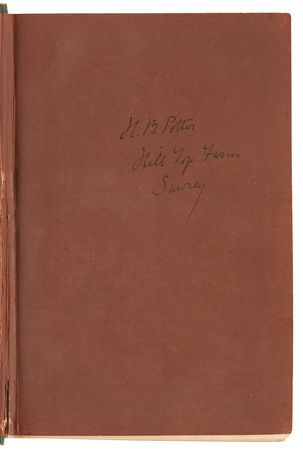 H. B. Potter
Hill Top Farm
Sawrey